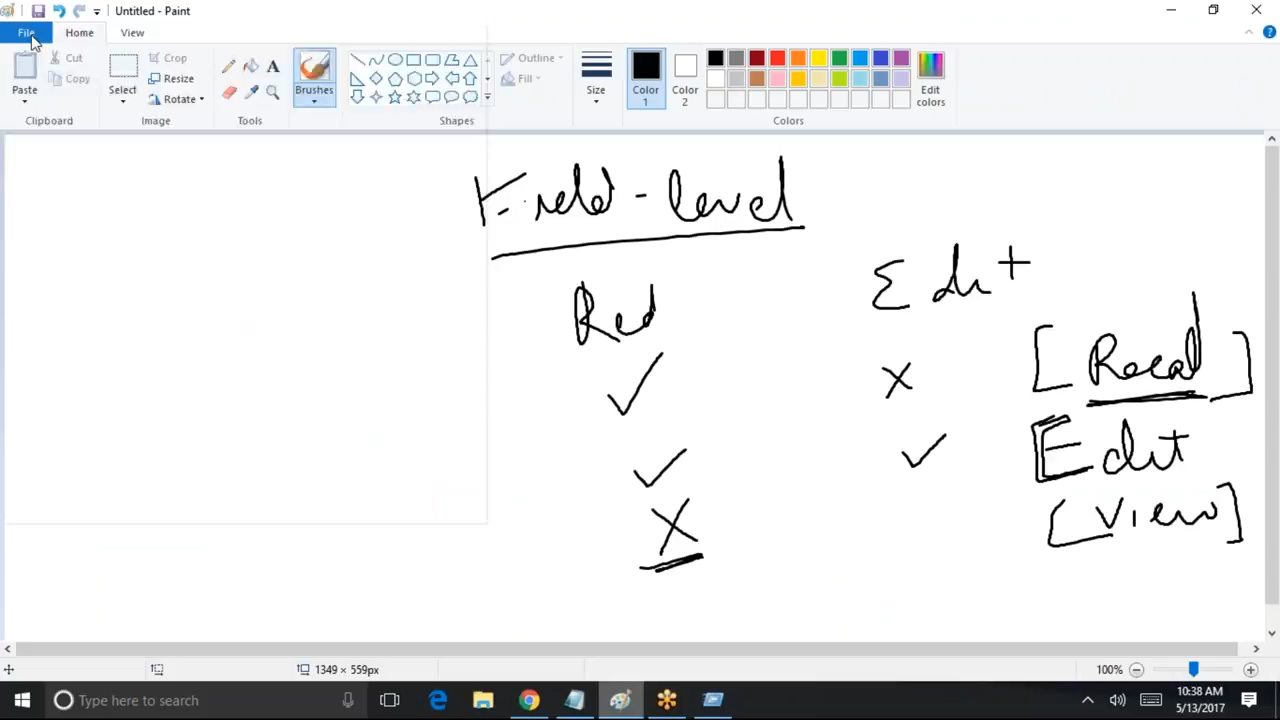 Untitled - Paint
File Home View
Cut
Copy
Paste
Clipboard
Crop
Resize
Rotate
Select
Image
Tools
Brushes
Outline
Fill
Shapes
Size
Color 1
Color 2
Edit colors
Colors
Field-level
Red Edit
[Recod]
Edit
[View]
1349 × 559px
100%
Type here to search
10:38 AM
5/13/2017